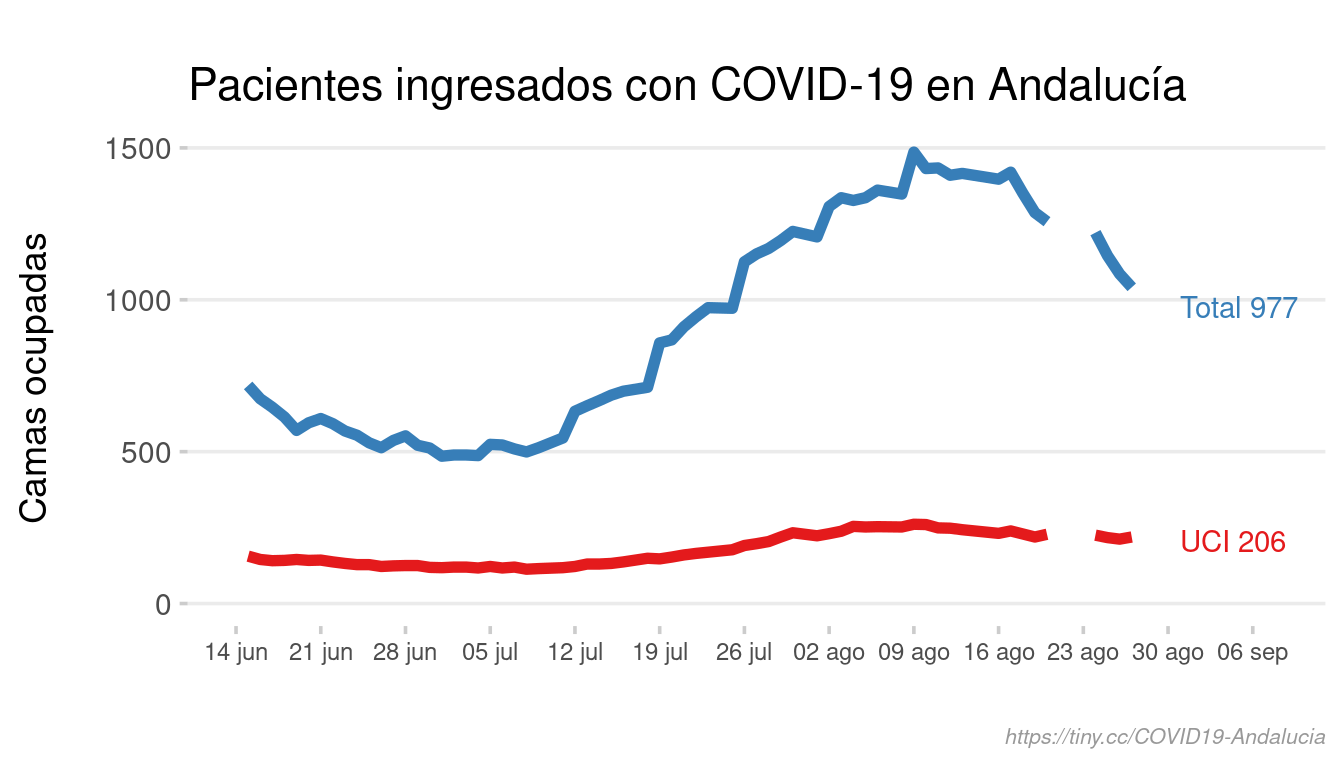 Pacientes ingresados con COVID-19 en Andalucía
Camas ocupadas
1500
1000
500
0
Total 977
UCI 206
14 jun 21 jun 28 jun 05 jul 12 jul 19 jul 26 jul 02 ago 09 ago 16 ago 23 ago 30 ago 06 sep
https://tiny.cc/COVID19-Andalucia